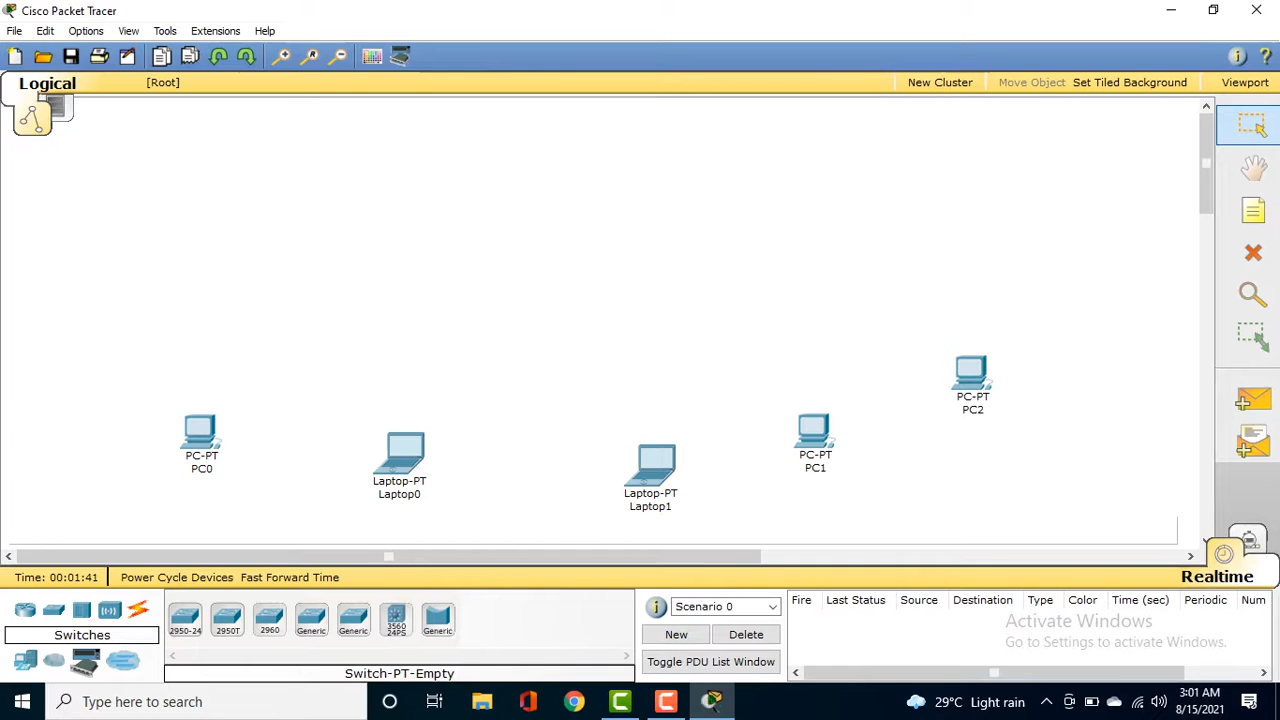 Cisco Packet Tracer
File Edit Options View Tools Extensions Help
Logical [Root] New Cluster Move Object Set Tiled Background Viewport
PC-PT
PC2
PC-PT
PC0
PC-PT
PC1
Laptop-PT
Laptop0
Laptop-PT
Laptop1
Time: 00:01:41 Power Cycle Devices Fast Forward Time Realtime
Switches
2950-24 2950T 2960 Generic Generic 3560 24PS Generic
Switch-PT-Empty
Scenario 0
New Delete
Toggle PDU List Window
Fire Last Status Source Destination Type Color Time (sec) Periodic Num
Activate Windows
Go to Settings to activate Windows.
Type here to search
29°C Light rain
3:01 AM
8/15/2021